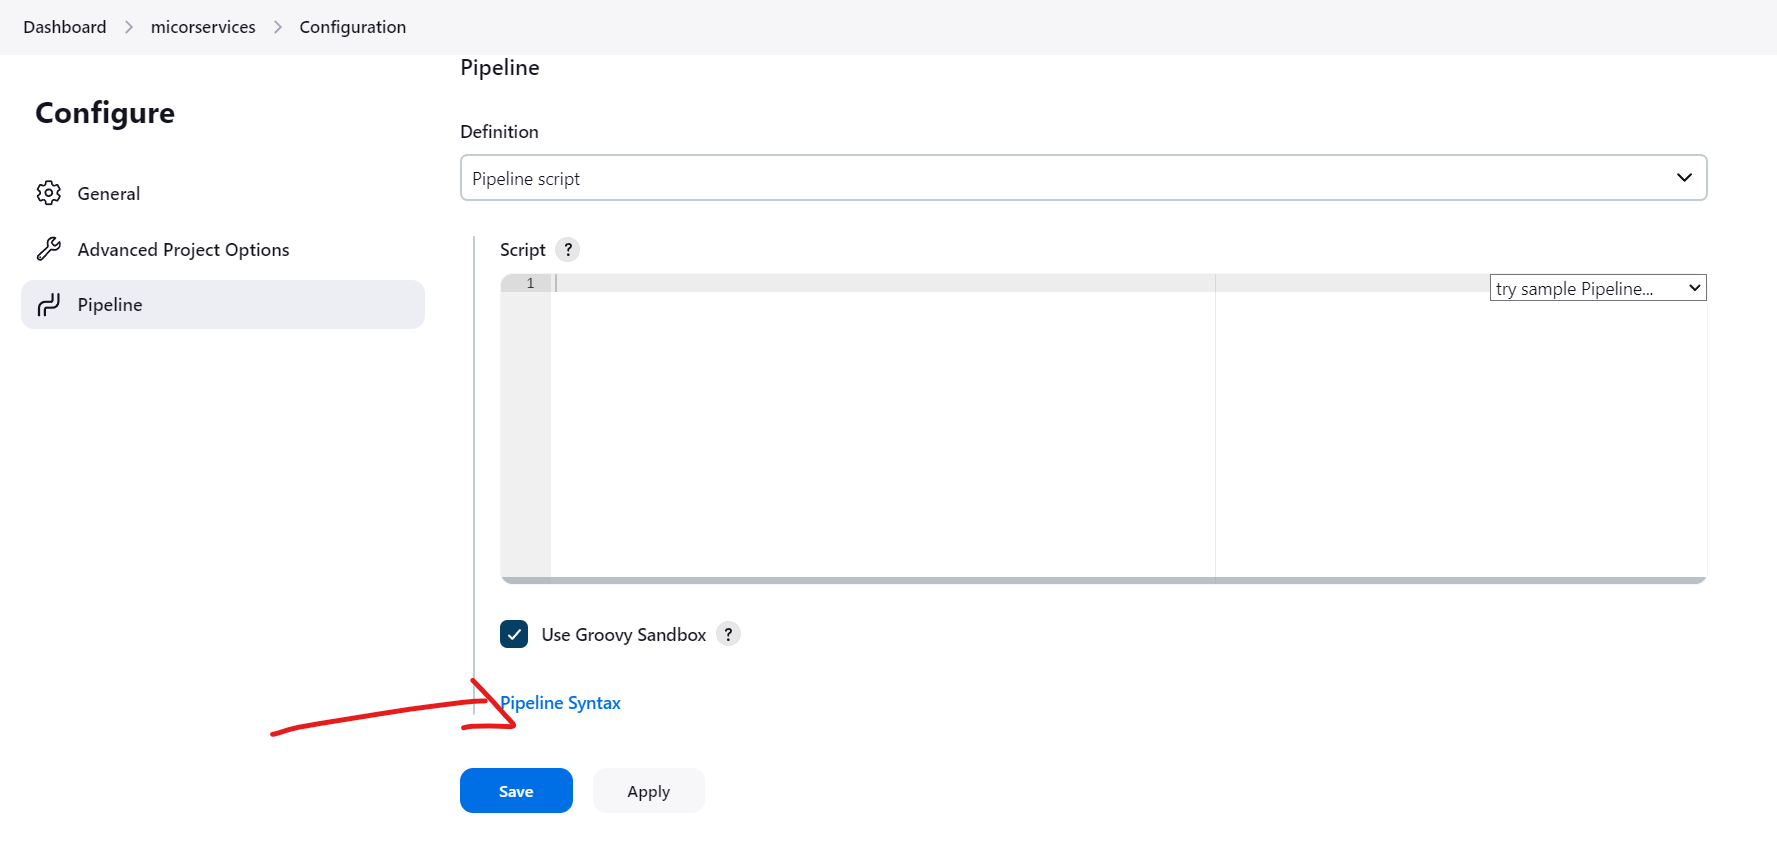 Dashboard > micorservices > Configuration
Pipeline
Configure
Definition
Pipeline script
General
Advanced Project Options
Script ?
1
try sample Pipeline...
Pipeline
Use Groovy Sandbox ?
Pipeline Syntax
Save Apply